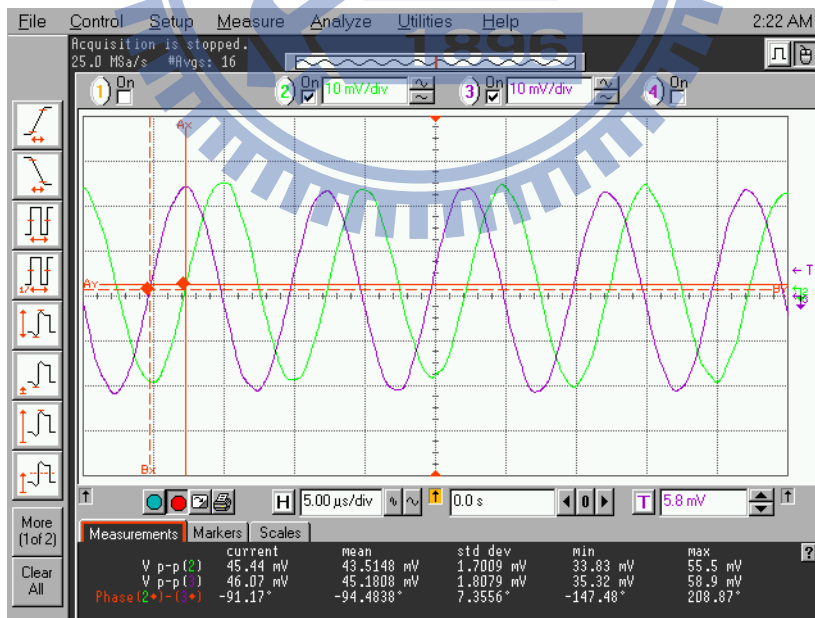 File Control Setup Measure Analyze Utilities Help 2:22 AM
Acquisition is stopped.
25.0 MSa/s #Avgs: 16
1896
1 On 2 On 10 mV/div 3 On 10 mV/div 4 On
Ax
T
AY
BY
2
3
Bx
H 5.00 µs/div T 0.0 s 0 T 5.8 mV
More
(1of 2)
Clear
All
Measurements Markers Scales
?
current mean std dev min max
V p-p(2) 45.44 mV 43.5148 mV 1.7009 mV 33.83 mV 55.5 mV
V p-p(3) 46.07 mV 45.1808 mV 1.8079 mV 35.32 mV 58.9 mV
Phase(2♦)-(3♦) -91.17° -94.4838° 7.3556° -147.48° 208.87°